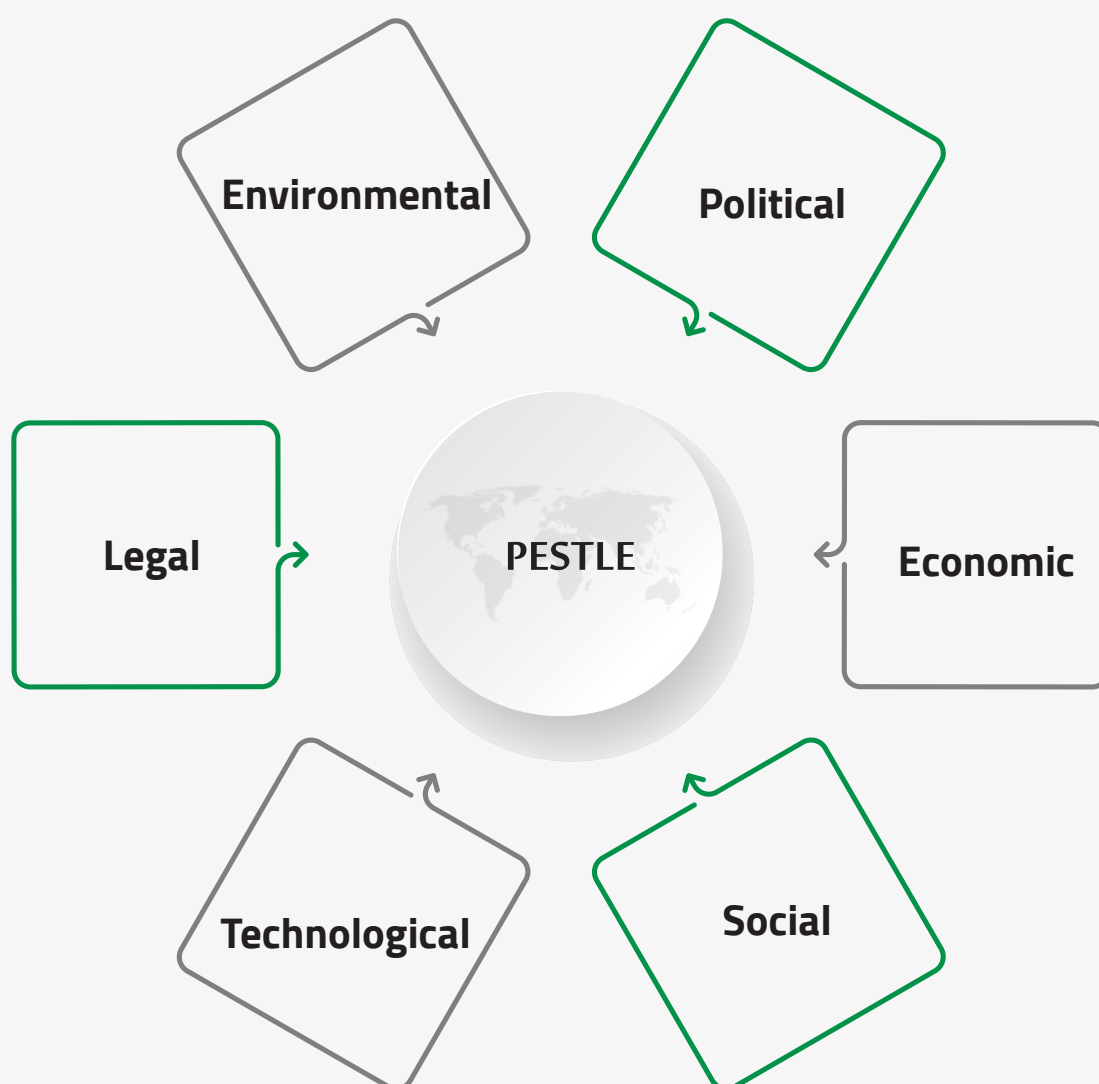 Environmental
Political
Legal
PESTLE
Economic
Technological
Social